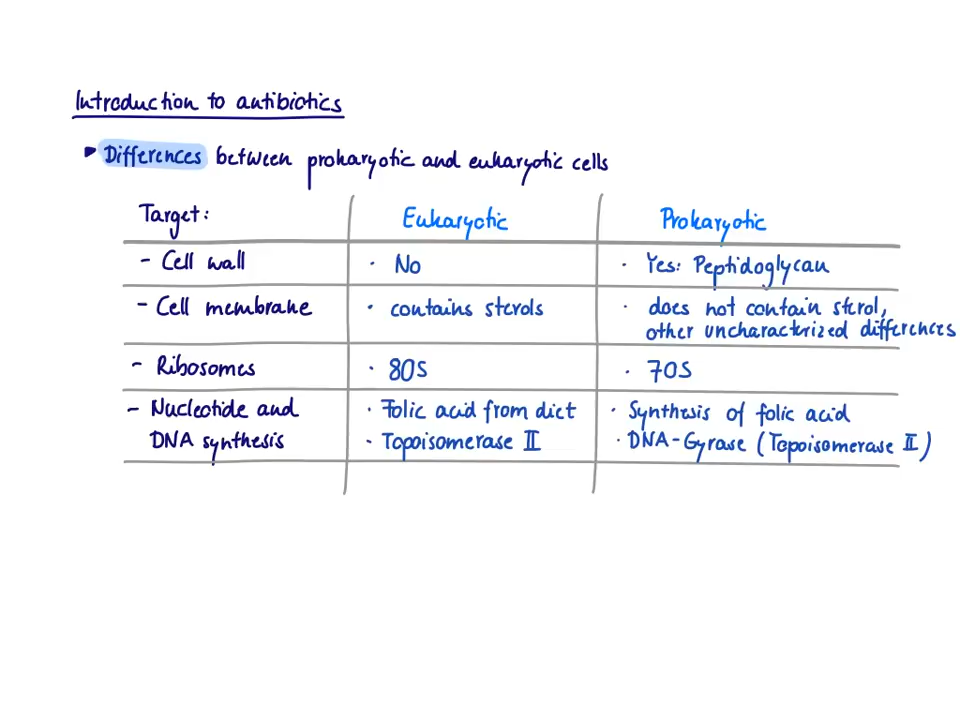 Introduction to antibiotics
▶ Differences between prokaryotic and eukaryotic cells
Target: Eukaryotic Prokaryotic
- Cell wall · No · Yes: Peptidoglycan
- Cell membrane · contains sterols · does not contain sterol,
other uncharacterized differences
- Ribosomes · 80S · 70S
- Nucleotide and · Folic acid from diet · Synthesis of folic acid
DNA synthesis · Topoisomerase II · DNA-Gyrase (Topoisomerase II)